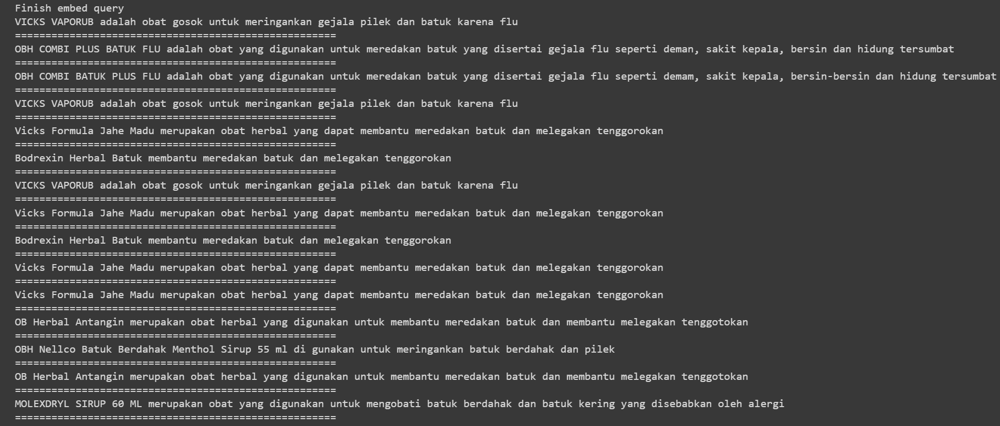 Finish embed query
VICKS VAPORUB adalah obat gosok untuk meringankan gejala pilek dan batuk karena flu
=====================================================
OBH COMBI PLUS BATUK FLU adalah obat yang digunakan untuk meredakan batuk yang disertai gejala flu seperti deman, sakit kepala, bersin dan hidung tersumbat
=====================================================
OBH COMBI BATUK PLUS FLU adalah obat yang digunakan untuk meredakan batuk yang disertai gejala flu seperti demam, sakit kepala, bersin-bersin dan hidung tersumbat
=====================================================
VICKS VAPORUB adalah obat gosok untuk meringankan gejala pilek dan batuk karena flu
=====================================================
Vicks Formula Jahe Madu merupakan obat herbal yang dapat membantu meredakan batuk dan melegakan tenggorokan
=====================================================
Bodrexin Herbal Batuk membantu meredakan batuk dan melegakan tenggorokan
=====================================================
VICKS VAPORUB adalah obat gosok untuk meringankan gejala pilek dan batuk karena flu
=====================================================
Vicks Formula Jahe Madu merupakan obat herbal yang dapat membantu meredakan batuk dan melegakan tenggorokan
=====================================================
Bodrexin Herbal Batuk membantu meredakan batuk dan melegakan tenggorokan
=====================================================
Vicks Formula Jahe Madu merupakan obat herbal yang dapat membantu meredakan batuk dan melegakan tenggorokan
=====================================================
Vicks Formula Jahe Madu merupakan obat herbal yang dapat membantu meredakan batuk dan melegakan tenggorokan
=====================================================
OB Herbal Antangin merupakan obat herbal yang digunakan untuk membantu meredakan batuk dan membantu melegakan tenggotokan
=====================================================
OBH Nellco Batuk Berdahak Menthol Sirup 55 ml di gunakan untuk meringankan batuk berdahak dan pilek
=====================================================
OB Herbal Antangin merupakan obat herbal yang digunakan untuk membantu meredakan batuk dan membantu melegakan tenggotokan
=====================================================
MOLEXDRYL SIRUP 60 ML merupakan obat yang digunakan untuk mengobati batuk berdahak dan batuk kering yang disebabkan oleh alergi
=====================================================